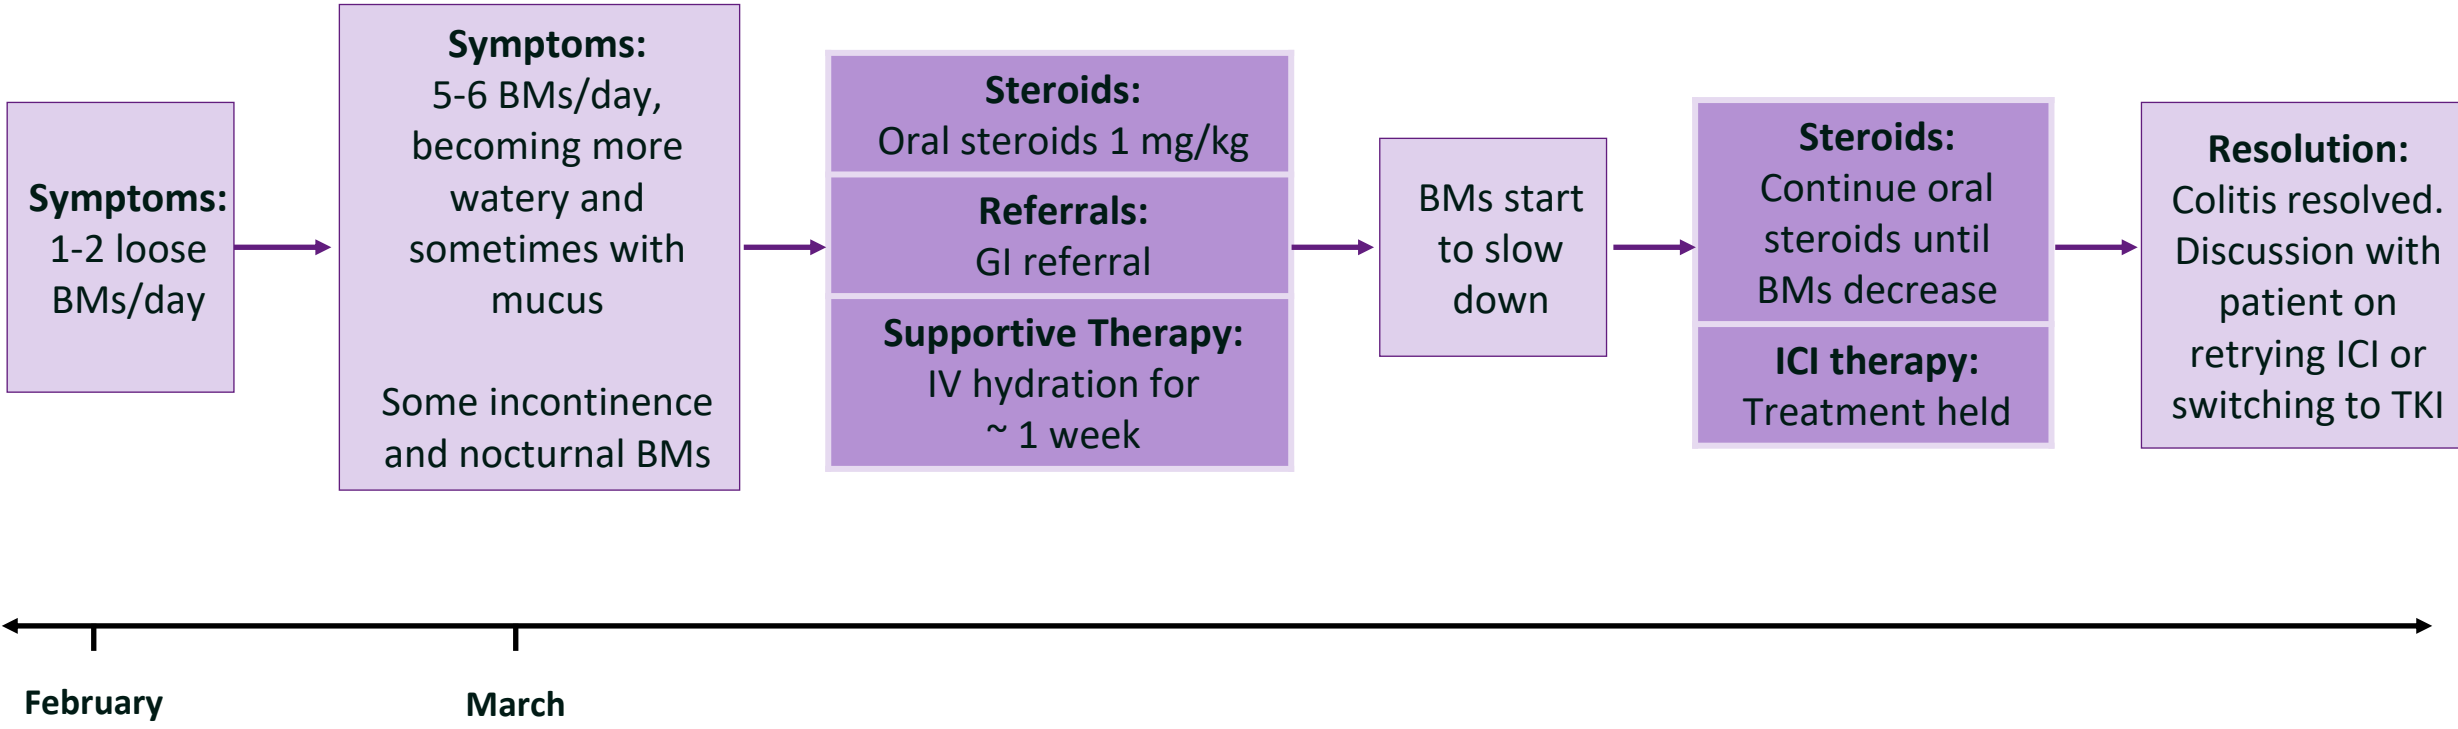 Symptoms:
1-2 loose
BMs/day
Symptoms:
5-6 BMs/day,
becoming more
watery and
sometimes with
mucus
Some incontinence
and nocturnal BMs
Steroids:
Oral steroids 1 mg/kg
Referrals:
GI referral
Supportive Therapy:
IV hydration for
~ 1 week
BMs start
to slow
down
Steroids:
Continue oral
steroids until
BMs decrease
ICI therapy:
Treatment held
Resolution:
Colitis resolved.
Discussion with
patient on
retrying ICI or
switching to TKI
February
March